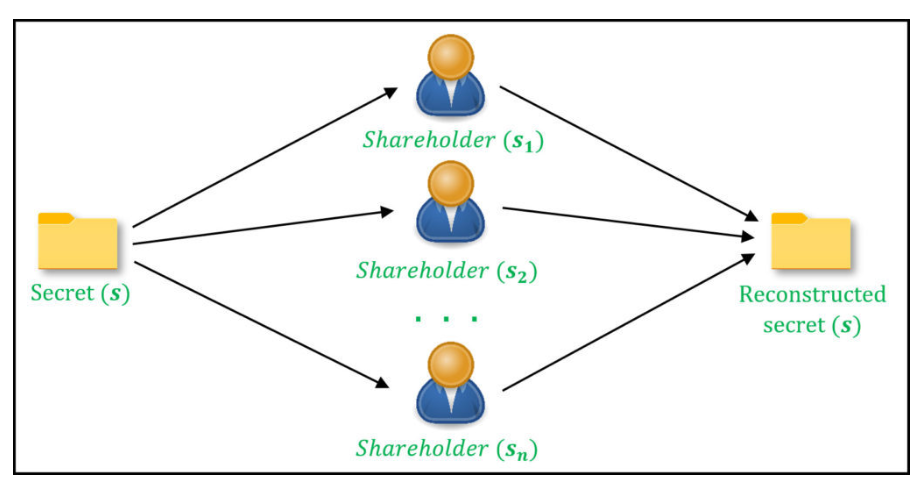 Shareholder (s₁)
Shareholder (s₂)
Secret (s)
Reconstructed
secret (s)
. . .
Shareholder (sₙ)